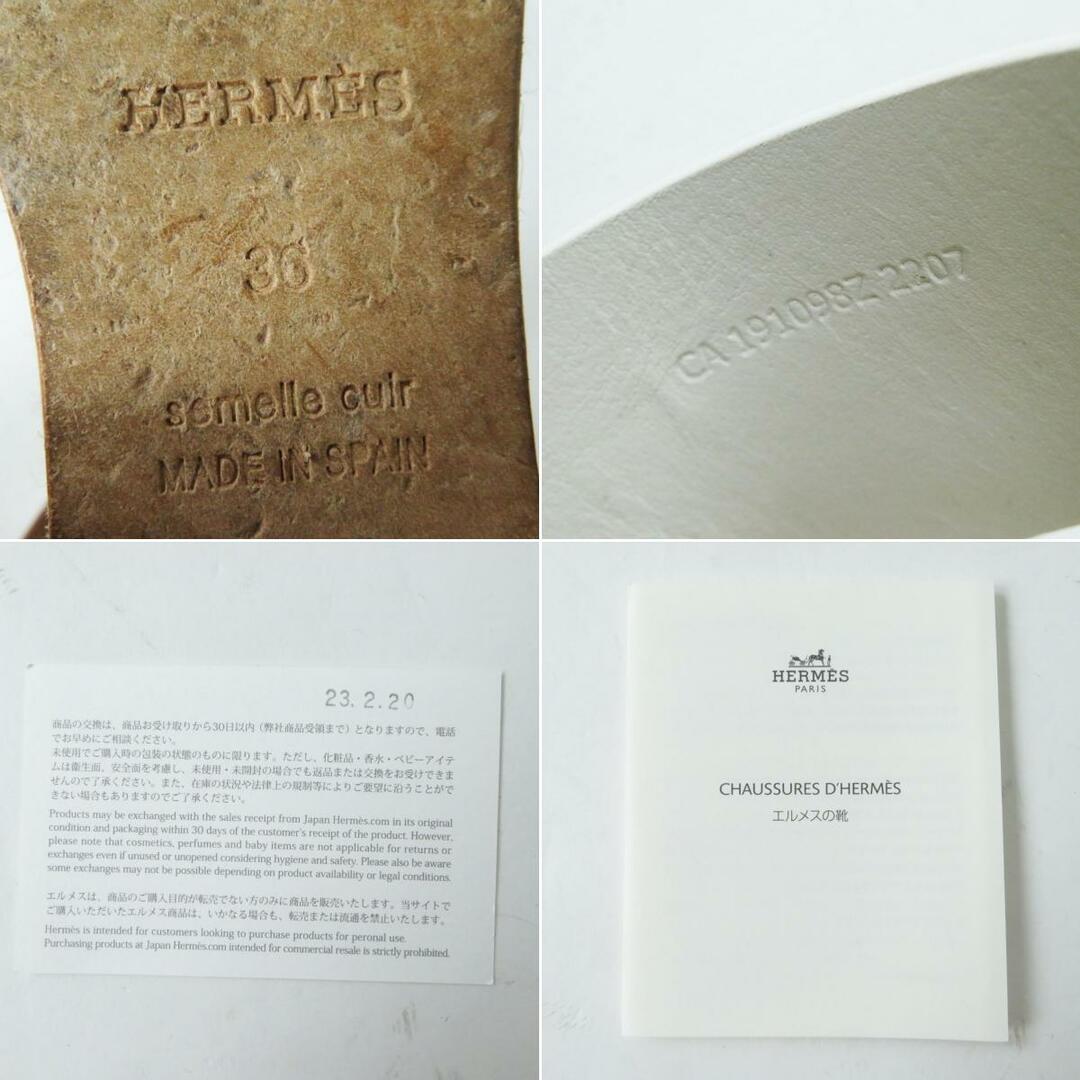 HERMÈS
36
semelle cuir
MADE IN SPAIN
CA 191098Z 2207
23.2.20
商品の交換は、商品お受け取りから30日以内（弊社商品受領まで）となりますので、電話
でお早めにご相談ください。
未使用でご購入時の包装の状態のものに限ります。ただし、化粧品・香水・ベビーアイテ
ムは衛生面、安全面を考慮し、未使用・未開封の場合でも返品または交換をお受けできま
せんので了承ください。また、在庫の状況や法律上の規制等によりご要望に沿うことがで
きない場合もありますのでご了承ください。
Products may be exchanged with the sales receipt from Japan Hermès.com in its original
condition and packaging within 30 days of the customer's receipt of the product. However,
please note that cosmetics, perfumes and baby items are not applicable for returns or
exchanges even if unused or unopened considering hygiene and safety. Please also be aware
some exchanges may not be possible depending on product availability or legal conditions.
エルメスは、商品のご購入目的が転売でない方のみに商品を販売いたします。当サイトで
ご購入いただいたエルメス商品は、いかなる場合も、転売または流通を禁止いたします。
Hermès is intended for customers looking to purchase products for peronal use.
Purchasing products at Japan Hermès.com intended for commercial resale is strictly prohibited.
HERMÈS
PARIS
CHAUSSURES D'HERMÈS
エルメスの靴